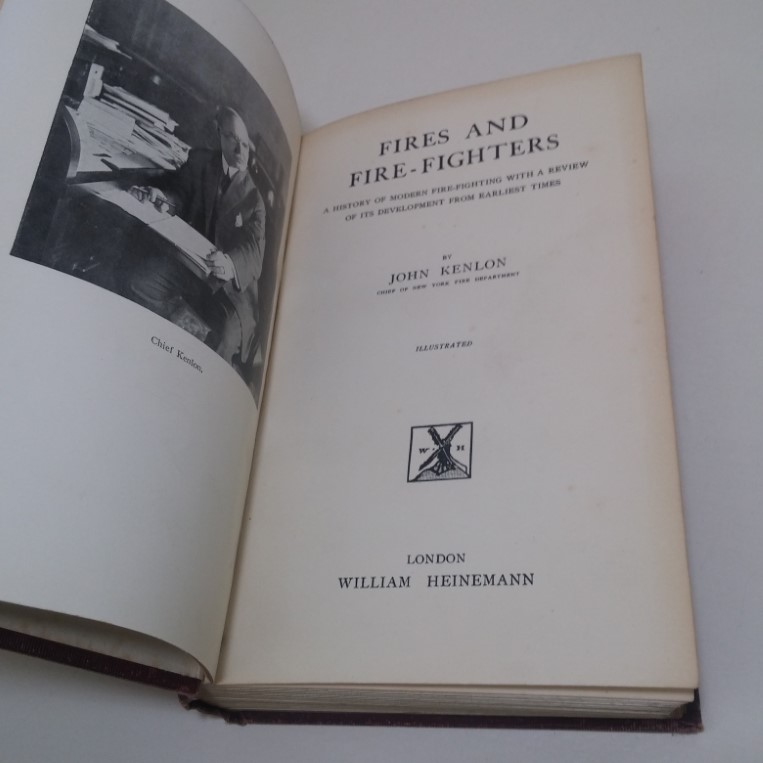 Chief Kenlon.
FIRES AND
FIRE-FIGHTERS
A HISTORY OF MODERN FIRE-FIGHTING WITH A REVIEW
OF ITS DEVELOPMENT FROM EARLIEST TIMES
BY
JOHN KENLON
CHIEF OF NEW YORK FIRE DEPARTMENT
ILLUSTRATED
W H
LONDON
WILLIAM HEINEMANN